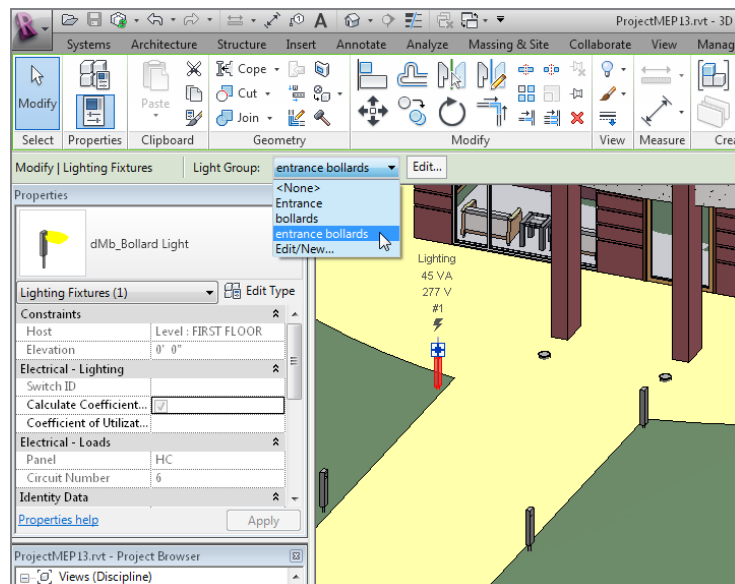 ProjectMEP13.rvt - 3D
Systems Architecture Structure Insert Annotate Analyze Massing & Site Collaborate View Manag
Modify Paste Cope Cut Join
Select Properties Clipboard Geometry Modify View Measure Crea
Modify | Lighting Fixtures Light Group: entrance bollards Edit...
<None>
Entrance
bollards
entrance bollards
Edit/New...
Properties
dMb_Bollard Light
Lighting Fixtures (1) Edit Type
Constraints
Host Level : FIRST FLOOR
Elevation 0' 0"
Electrical - Lighting
Switch ID
Calculate Coefficient...
Coefficient of Utilizat...
Electrical - Loads
Panel HC
Circuit Number 6
Identity Data
Properties help Apply
ProjectMEP13.rvt - Project Browser
Views (Discipline)
Lighting
45 VA
277 V
#1